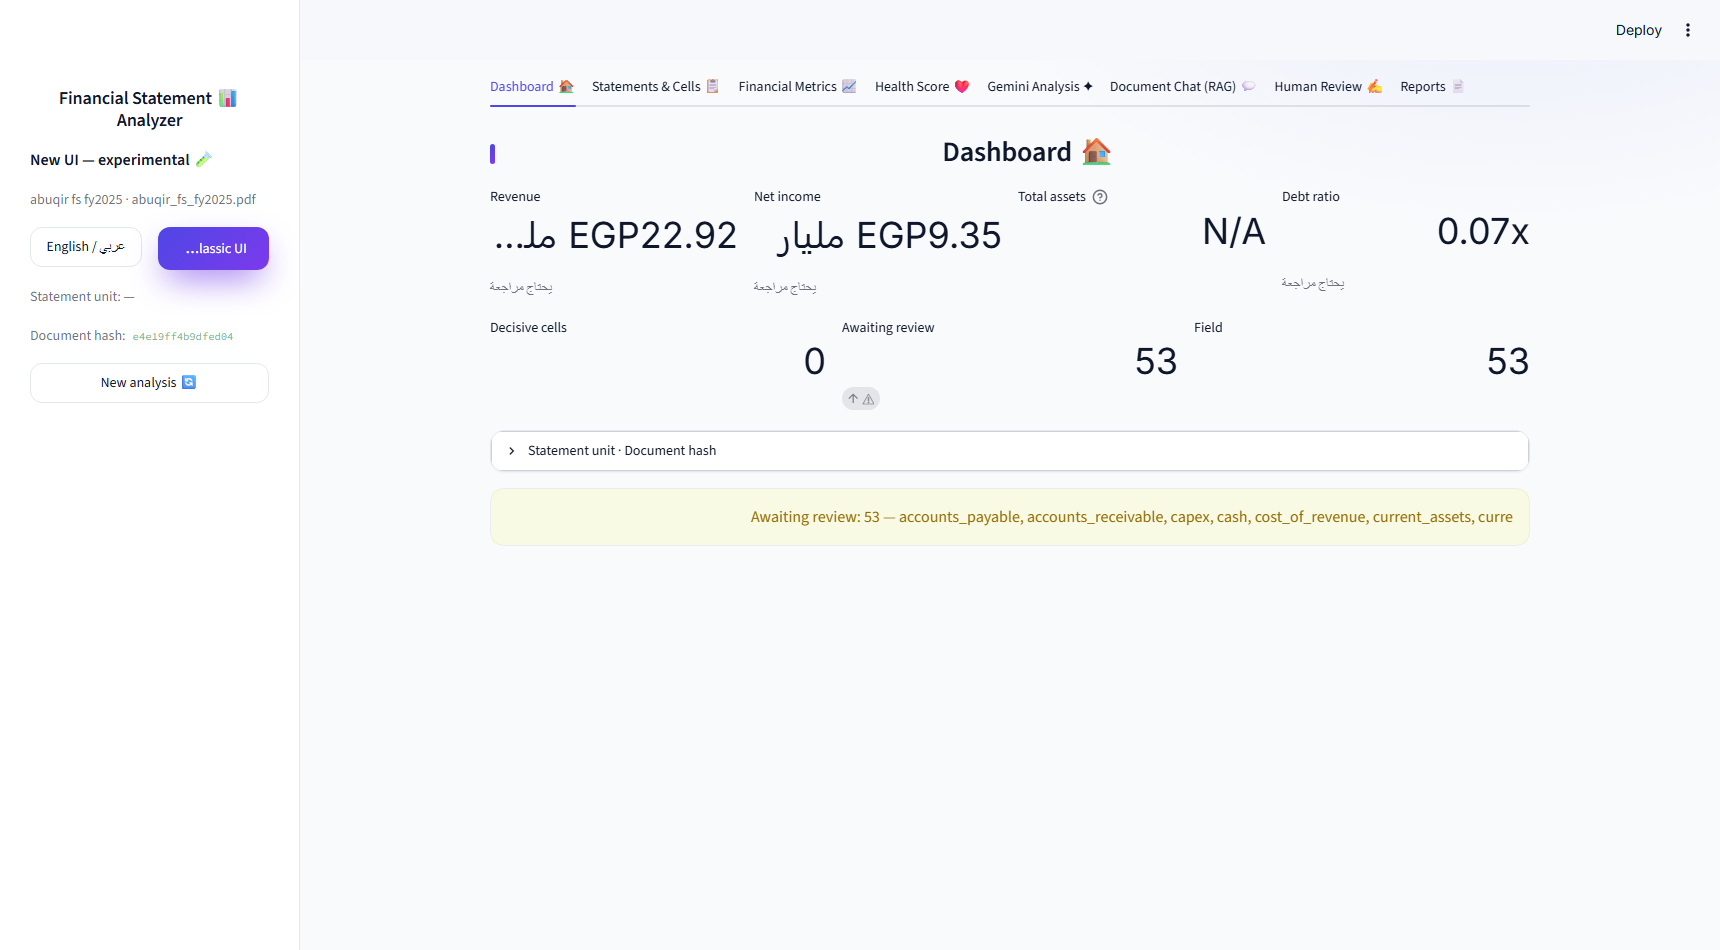 Deploy
Financial Statement 📊
Analyzer
New UI — experimental 🧪
abuqir fs fy2025 · abuqir_fs_fy2025.pdf
English / عربي
...lassic UI
Statement unit: —
Document hash: e4e19ff4b9dfed04
New analysis 🔄
Dashboard 🏠 Statements & Cells 📋 Financial Metrics 📈 Health Score ❤️ Gemini Analysis ✦ Document Chat (RAG) 💬 Human Review ✍️ Reports 📄
Dashboard 🏠
Revenue
EGP22.92 ملـ...
يحتاج مراجعة
Net income
EGP9.35 مليار
يحتاج مراجعة
Total assets
N/A
Debt ratio
0.07x
يحتاج مراجعة
Decisive cells
0
Awaiting review
53
↑ ⚠
Field
53
Statement unit · Document hash
Awaiting review: 53 — accounts_payable, accounts_receivable, capex, cash, cost_of_revenue, current_assets, curre